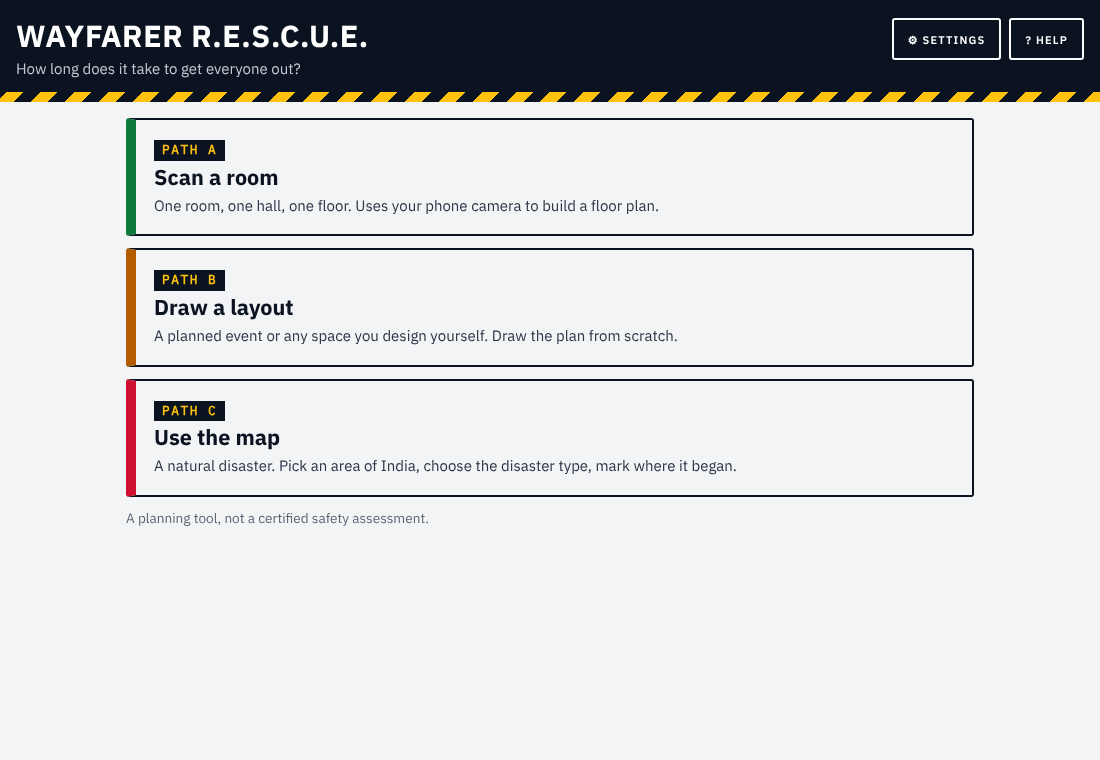 WAYFARER R.E.S.C.U.E.
How long does it take to get everyone out?
⚙ SETTINGS
? HELP
PATH A
Scan a room
One room, one hall, one floor. Uses your phone camera to build a floor plan.
PATH B
Draw a layout
A planned event or any space you design yourself. Draw the plan from scratch.
PATH C
Use the map
A natural disaster. Pick an area of India, choose the disaster type, mark where it began.
A planning tool, not a certified safety assessment.